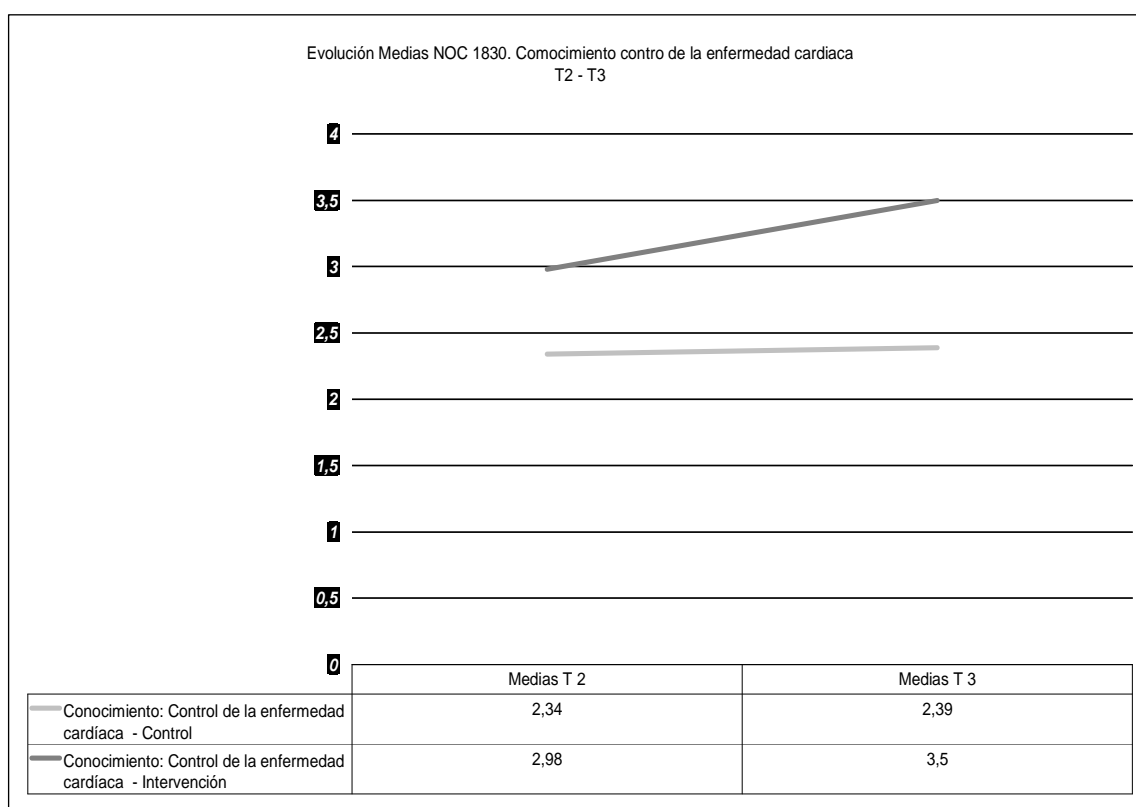 Evolución Medias NOC 1830. Comocimiento contro de la enfermedad cardiaca
T2 - T3
4
3,5
3
2,5
2
1,5
1
0,5
0
Medias T 2 Medias T 3
Conocimiento: Control de la enfermedad
cardíaca - Control 2,34 2,39
Conocimiento: Control de la enfermedad
cardíaca - Intervención 2,98 3,5